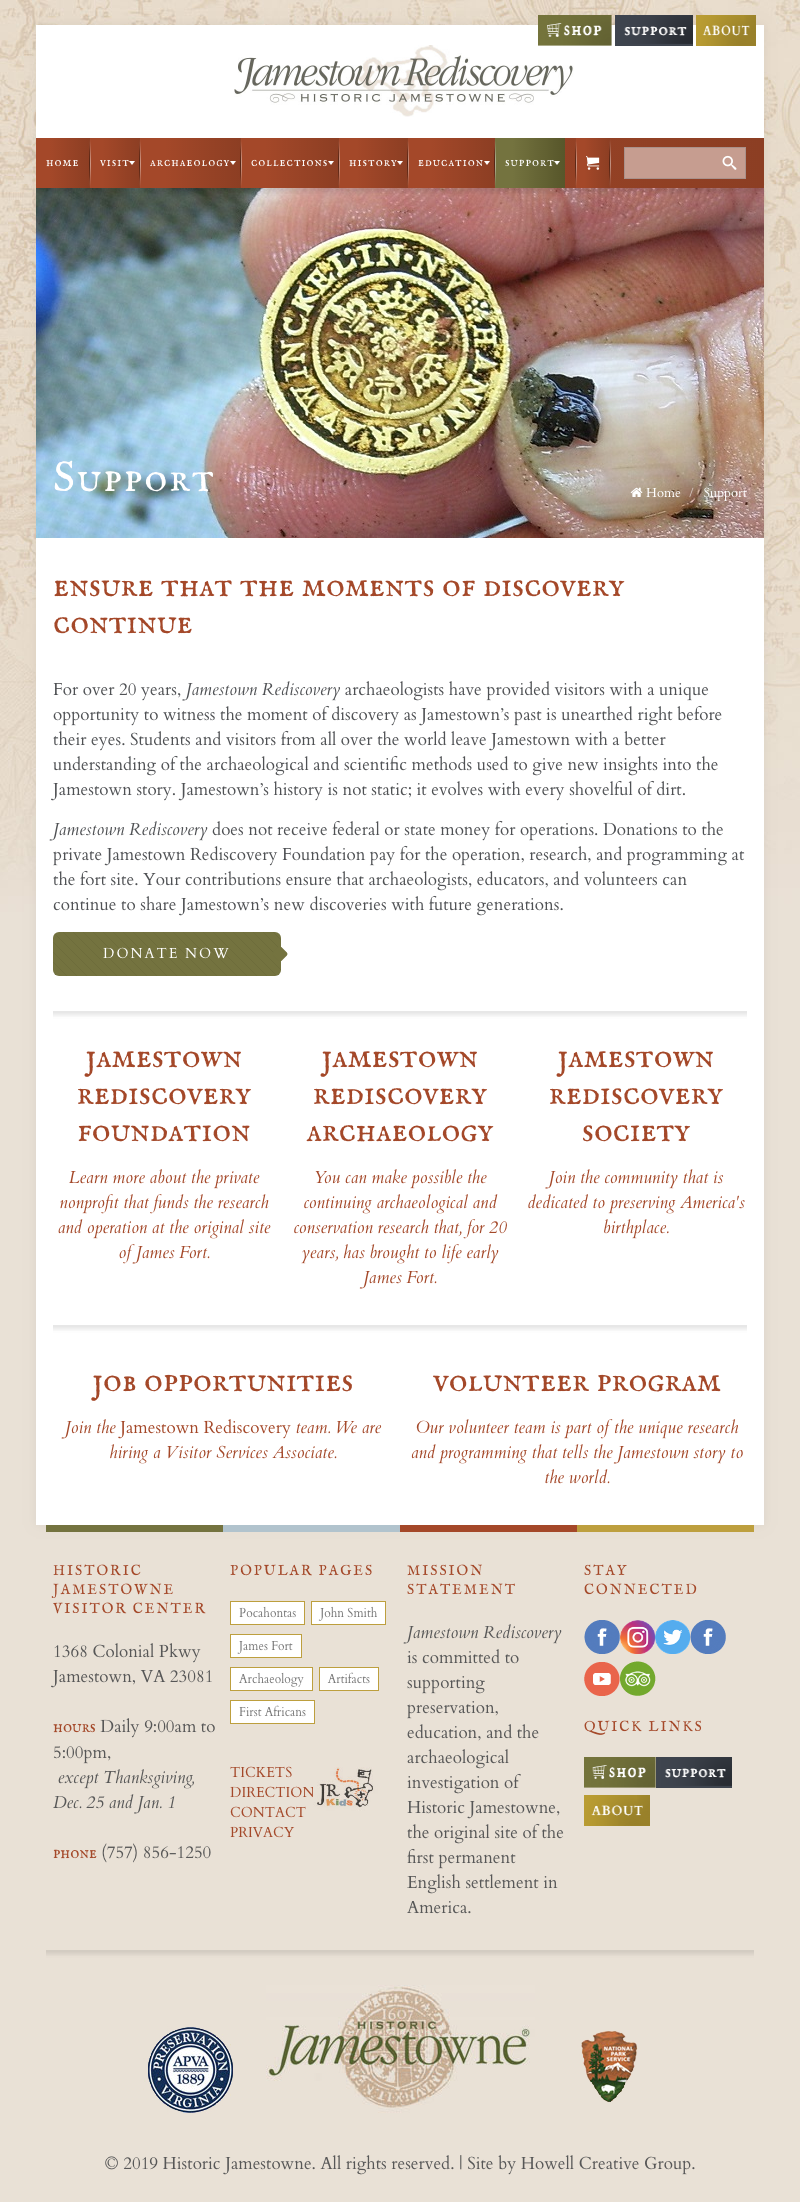 SHOP SUPPORT ABOUT
Jamestown Rediscovery
HISTORIC JAMESTOWNE
HOME VISIT ARCHAEOLOGY COLLECTIONS HISTORY EDUCATION SUPPORT
HANNS·KRAVWINCKELIN·NA
Support
Home / Support
ENSURE THAT THE MOMENTS OF DISCOVERY
CONTINUE
For over 20 years, Jamestown Rediscovery archaeologists have provided visitors with a unique
opportunity to witness the moment of discovery as Jamestown’s past is unearthed right before
their eyes. Students and visitors from all over the world leave Jamestown with a better
understanding of the archaeological and scientific methods used to give new insights into the
Jamestown story. Jamestown’s history is not static; it evolves with every shovelful of dirt.
Jamestown Rediscovery does not receive federal or state money for operations. Donations to the
private Jamestown Rediscovery Foundation pay for the operation, research, and programming at
the fort site. Your contributions ensure that archaeologists, educators, and volunteers can
continue to share Jamestown’s new discoveries with future generations.
DONATE NOW
JAMESTOWN
REDISCOVERY
FOUNDATION
Learn more about the private
nonprofit that funds the research
and operation at the original site
of James Fort.
JAMESTOWN
REDISCOVERY
ARCHAEOLOGY
You can make possible the
continuing archaeological and
conservation research that, for 20
years, has brought to life early
James Fort.
JAMESTOWN
REDISCOVERY
SOCIETY
Join the community that is
dedicated to preserving America's
birthplace.
JOB OPPORTUNITIES
Join the Jamestown Rediscovery team. We are
hiring a Visitor Services Associate.
VOLUNTEER PROGRAM
Our volunteer team is part of the unique research
and programming that tells the Jamestown story to
the world.
HISTORIC
JAMESTOWNE
VISITOR CENTER
1368 Colonial Pkwy
Jamestown, VA 23081
HOURS Daily 9:00am to
5:00pm,
except Thanksgiving,
Dec. 25 and Jan. 1
PHONE (757) 856-1250
POPULAR PAGES
Pocahontas John Smith
James Fort
Archaeology Artifacts
First Africans
TICKETS
DIRECTION
CONTACT
PRIVACY
JR
Kids
MISSION
STATEMENT
Jamestown Rediscovery
is committed to
supporting
preservation,
education, and the
archaeological
investigation of
Historic Jamestowne,
the original site of the
first permanent
English settlement in
America.
STAY
CONNECTED
QUICK LINKS
SHOP SUPPORT
ABOUT
PRESERVATION
APVA
1889
VIRGINIA
1607
HISTORIC
Jamestowne®
NATIONAL
PARK
SERVICE
© 2019 Historic Jamestowne. All rights reserved. | Site by Howell Creative Group.